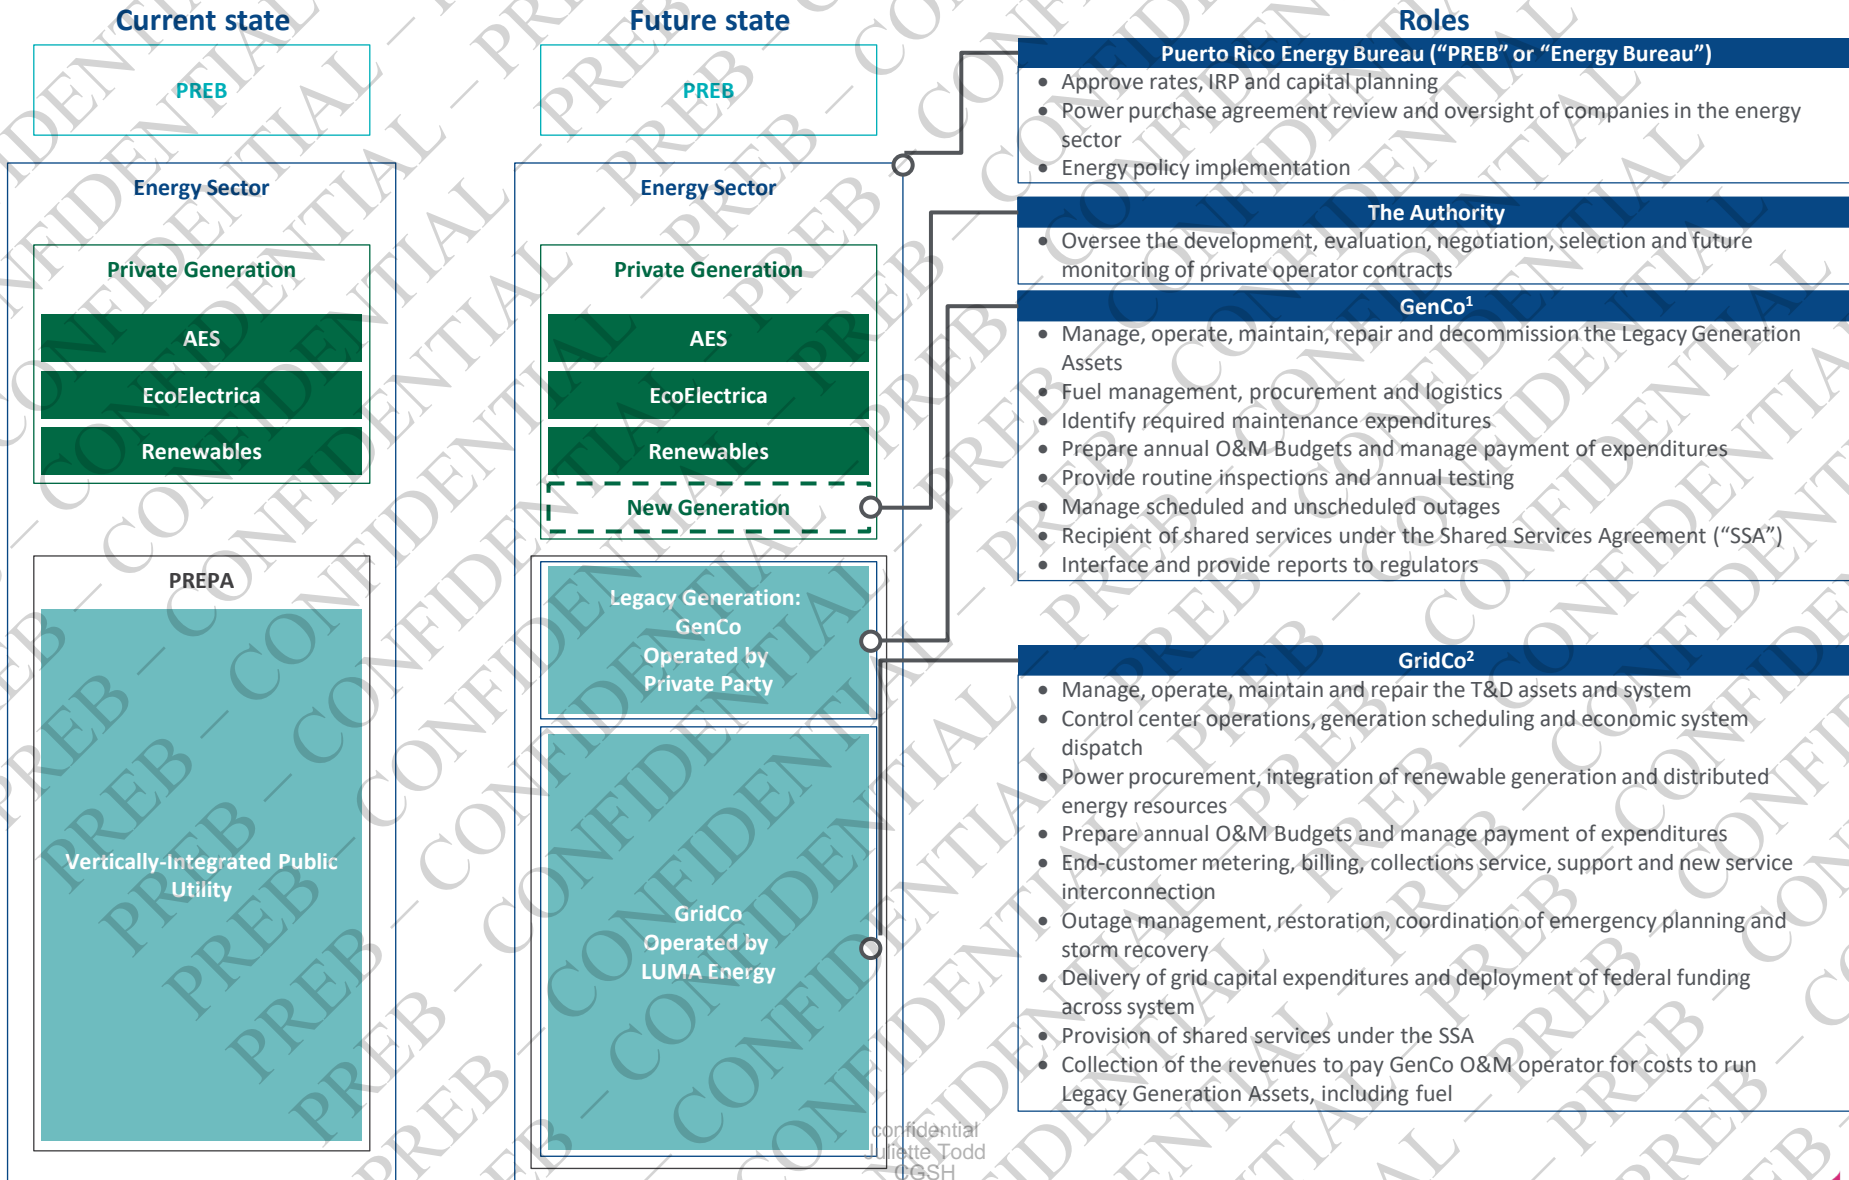 Current state
PREB
Energy Sector
Private Generation
AES
EcoElectrica
Renewables
PREPA
Vertically-Integrated Public
Utility
Future state
PREB
Energy Sector
Private Generation
AES
EcoElectrica
Renewables
New Generation
Legacy Generation:
GenCo
Operated by
Private Party
GridCo
Operated by
LUMA Energy
Roles
Puerto Rico Energy Bureau (“PREB” or “Energy Bureau”)
• Approve rates, IRP and capital planning
• Power purchase agreement review and oversight of companies in the energy
sector
• Energy policy implementation
The Authority
• Oversee the development, evaluation, negotiation, selection and future
monitoring of private operator contracts
GenCo¹
• Manage, operate, maintain, repair and decommission the Legacy Generation
Assets
• Fuel management, procurement and logistics
• Identify required maintenance expenditures
• Prepare annual O&M Budgets and manage payment of expenditures
• Provide routine inspections and annual testing
• Manage scheduled and unscheduled outages
• Recipient of shared services under the Shared Services Agreement (“SSA”)
• Interface and provide reports to regulators
GridCo²
• Manage, operate, maintain and repair the T&D assets and system
• Control center operations, generation scheduling and economic system
dispatch
• Power procurement, integration of renewable generation and distributed
energy resources
• Prepare annual O&M Budgets and manage payment of expenditures
• End-customer metering, billing, collections service, support and new service
interconnection
• Outage management, restoration, coordination of emergency planning and
storm recovery
• Delivery of grid capital expenditures and deployment of federal funding
across system
• Provision of shared services under the SSA
• Collection of the revenues to pay GenCo O&M operator for costs to run
Legacy Generation Assets, including fuel
confidential
Juliette Todd
CGSH
PREB – CONFIDENTIAL – PREB – CONFIDENTIAL – PREB – CONFIDENTIAL